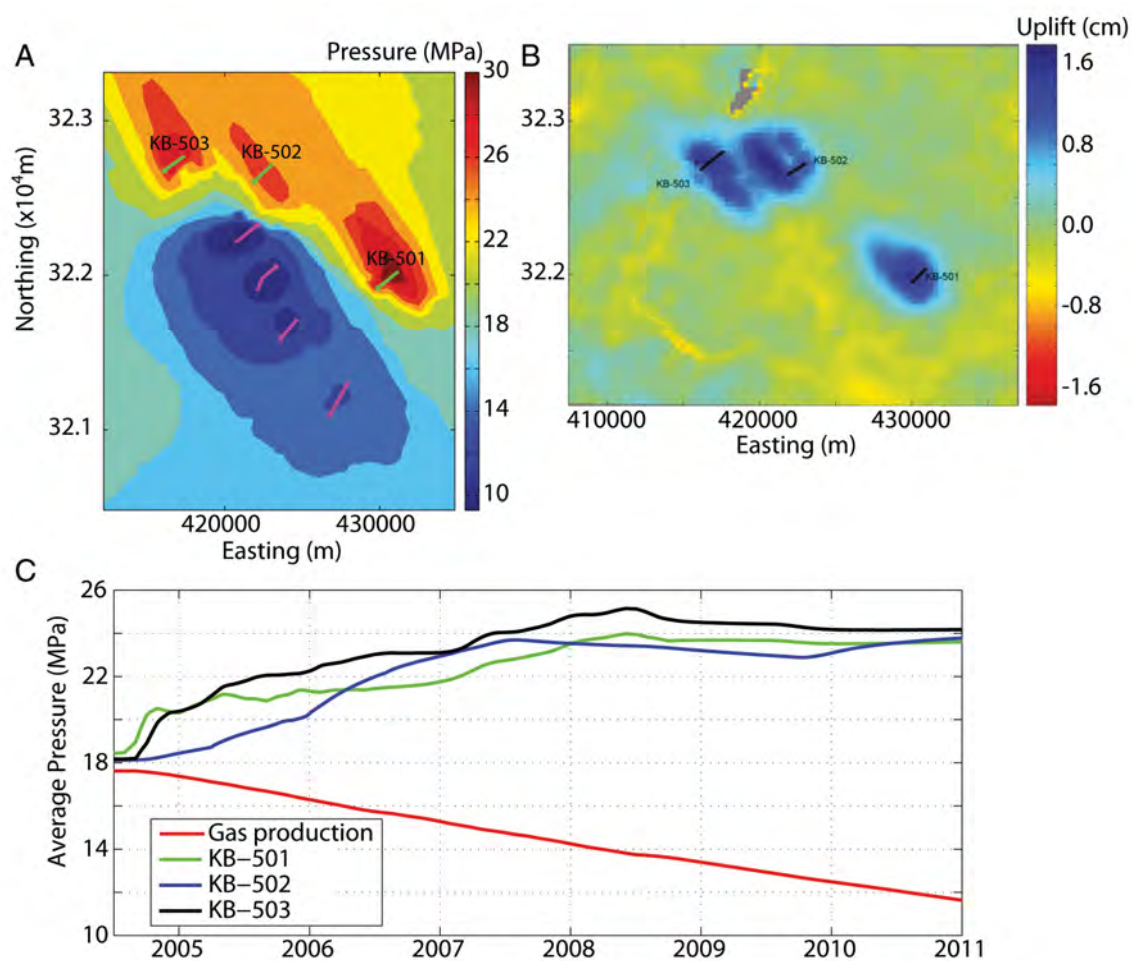 A
Pressure (MPa)
30
26
22
18
14
10
32.3
32.2
32.1
Northing (x10⁴m)
KB-503
KB-502
KB-501
420000
430000
Easting (m)
B
Uplift (cm)
1.6
0.8
0.0
-0.8
-1.6
32.3
32.2
KB-502
KB-503
KB-501
410000
420000
430000
Easting (m)
C
26
22
18
14
10
Average Pressure (MPa)
Gas production
KB−501
KB−502
KB−503
2005
2006
2007
2008
2009
2010
2011